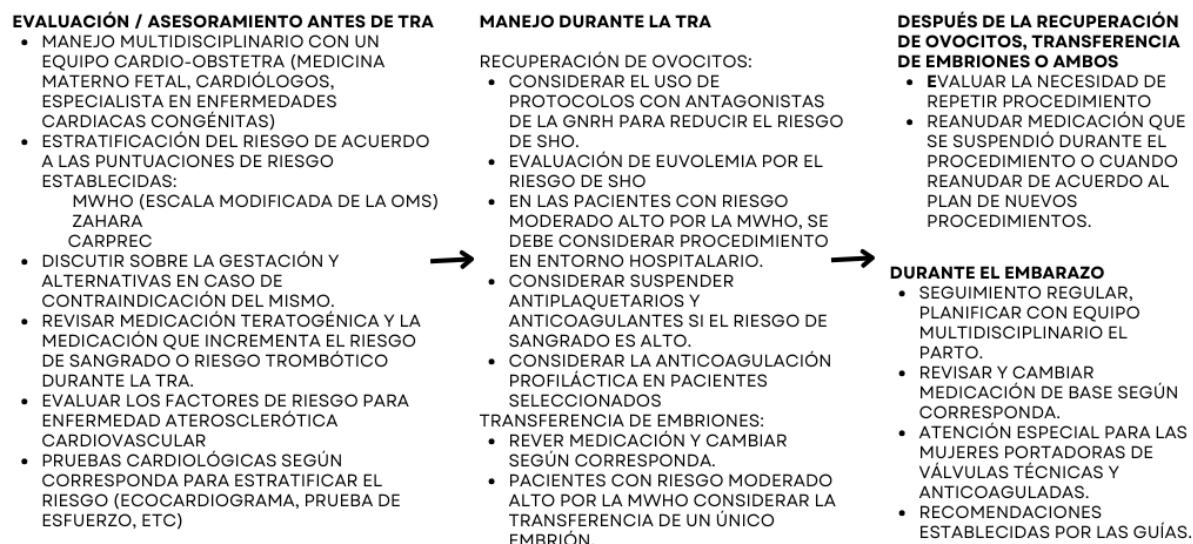 EVALUACIÓN / ASESORAMIENTO ANTES DE TRA
• MANEJO MULTIDISCIPLINARIO CON UN
EQUIPO CARDIO-OBSTETRA (MEDICINA
MATERNO FETAL, CARDIÓLOGOS,
ESPECIALISTA EN ENFERMEDADES
CARDIACAS CONGÉNITAS)
• ESTRATIFICACIÓN DEL RIESGO DE ACUERDO
A LAS PUNTUACIONES DE RIESGO
ESTABLECIDAS:
MWHO (ESCALA MODIFICADA DE LA OMS)
ZAHARA
CARPREC
• DISCUTIR SOBRE LA GESTACIÓN Y
ALTERNATIVAS EN CASO DE
CONTRAINDICACIÓN DEL MISMO.
• REVISAR MEDICACIÓN TERATOGÉNICA Y LA
MEDICACIÓN QUE INCREMENTA EL RIESGO
DE SANGRADO O RIESGO TROMBÓTICO
DURANTE LA TRA.
• EVALUAR LOS FACTORES DE RIESGO PARA
ENFERMEDAD ATEROSCLERÓTICA
CARDIOVASCULAR
• PRUEBAS CARDIOLÓGICAS SEGÚN
CORRESPONDA PARA ESTRATIFICAR EL
RIESGO (ECOCARDIOGRAMA, PRUEBA DE
ESFUERZO, ETC)
MANEJO DURANTE LA TRA
RECUPERACIÓN DE OVOCITOS:
• CONSIDERAR EL USO DE
PROTOCOLOS CON ANTAGONISTAS
DE LA GNRH PARA REDUCIR EL RIESGO
DE SHO.
• EVALUACIÓN DE EUVOLEMIA POR EL
RIESGO DE SHO
• EN LAS PACIENTES CON RIESGO
MODERADO ALTO POR LA MWHO, SE
DEBE CONSIDERAR PROCEDIMIENTO
EN ENTORNO HOSPITALARIO.
• CONSIDERAR SUSPENDER
ANTIPLAQUETARIOS Y
ANTICOAGULANTES SI EL RIESGO DE
SANGRADO ES ALTO.
• CONSIDERAR LA ANTICOAGULACIÓN
PROFILÁCTICA EN PACIENTES
SELECCIONADOS
TRANSFERENCIA DE EMBRIONES:
• REVER MEDICACIÓN Y CAMBIAR
SEGÚN CORRESPONDA.
• PACIENTES CON RIESGO MODERADO
ALTO POR LA MWHO CONSIDERAR LA
TRANSFERENCIA DE UN ÚNICO
EMBRIÓN.
DESPUÉS DE LA RECUPERACIÓN
DE OVOCITOS, TRANSFERENCIA
DE EMBRIONES O AMBOS
• EVALUAR LA NECESIDAD DE
REPETIR PROCEDIMIENTO
• REANUDAR MEDICACIÓN QUE
SE SUSPENDIÓ DURANTE EL
PROCEDIMIENTO O CUANDO
REANUDAR DE ACUERDO AL
PLAN DE NUEVOS
PROCEDIMIENTOS.
DURANTE EL EMBARAZO
• SEGUIMIENTO REGULAR,
PLANIFICAR CON EQUIPO
MULTIDISCIPLINARIO EL
PARTO.
• REVISAR Y CAMBIAR
MEDICACIÓN DE BASE SEGÚN
CORRESPONDA.
• ATENCIÓN ESPECIAL PARA LAS
MUJERES PORTADORAS DE
VÁLVULAS TÉCNICAS Y
ANTICOAGULADAS.
• RECOMENDACIONES
ESTABLECIDAS POR LAS GUÍAS.